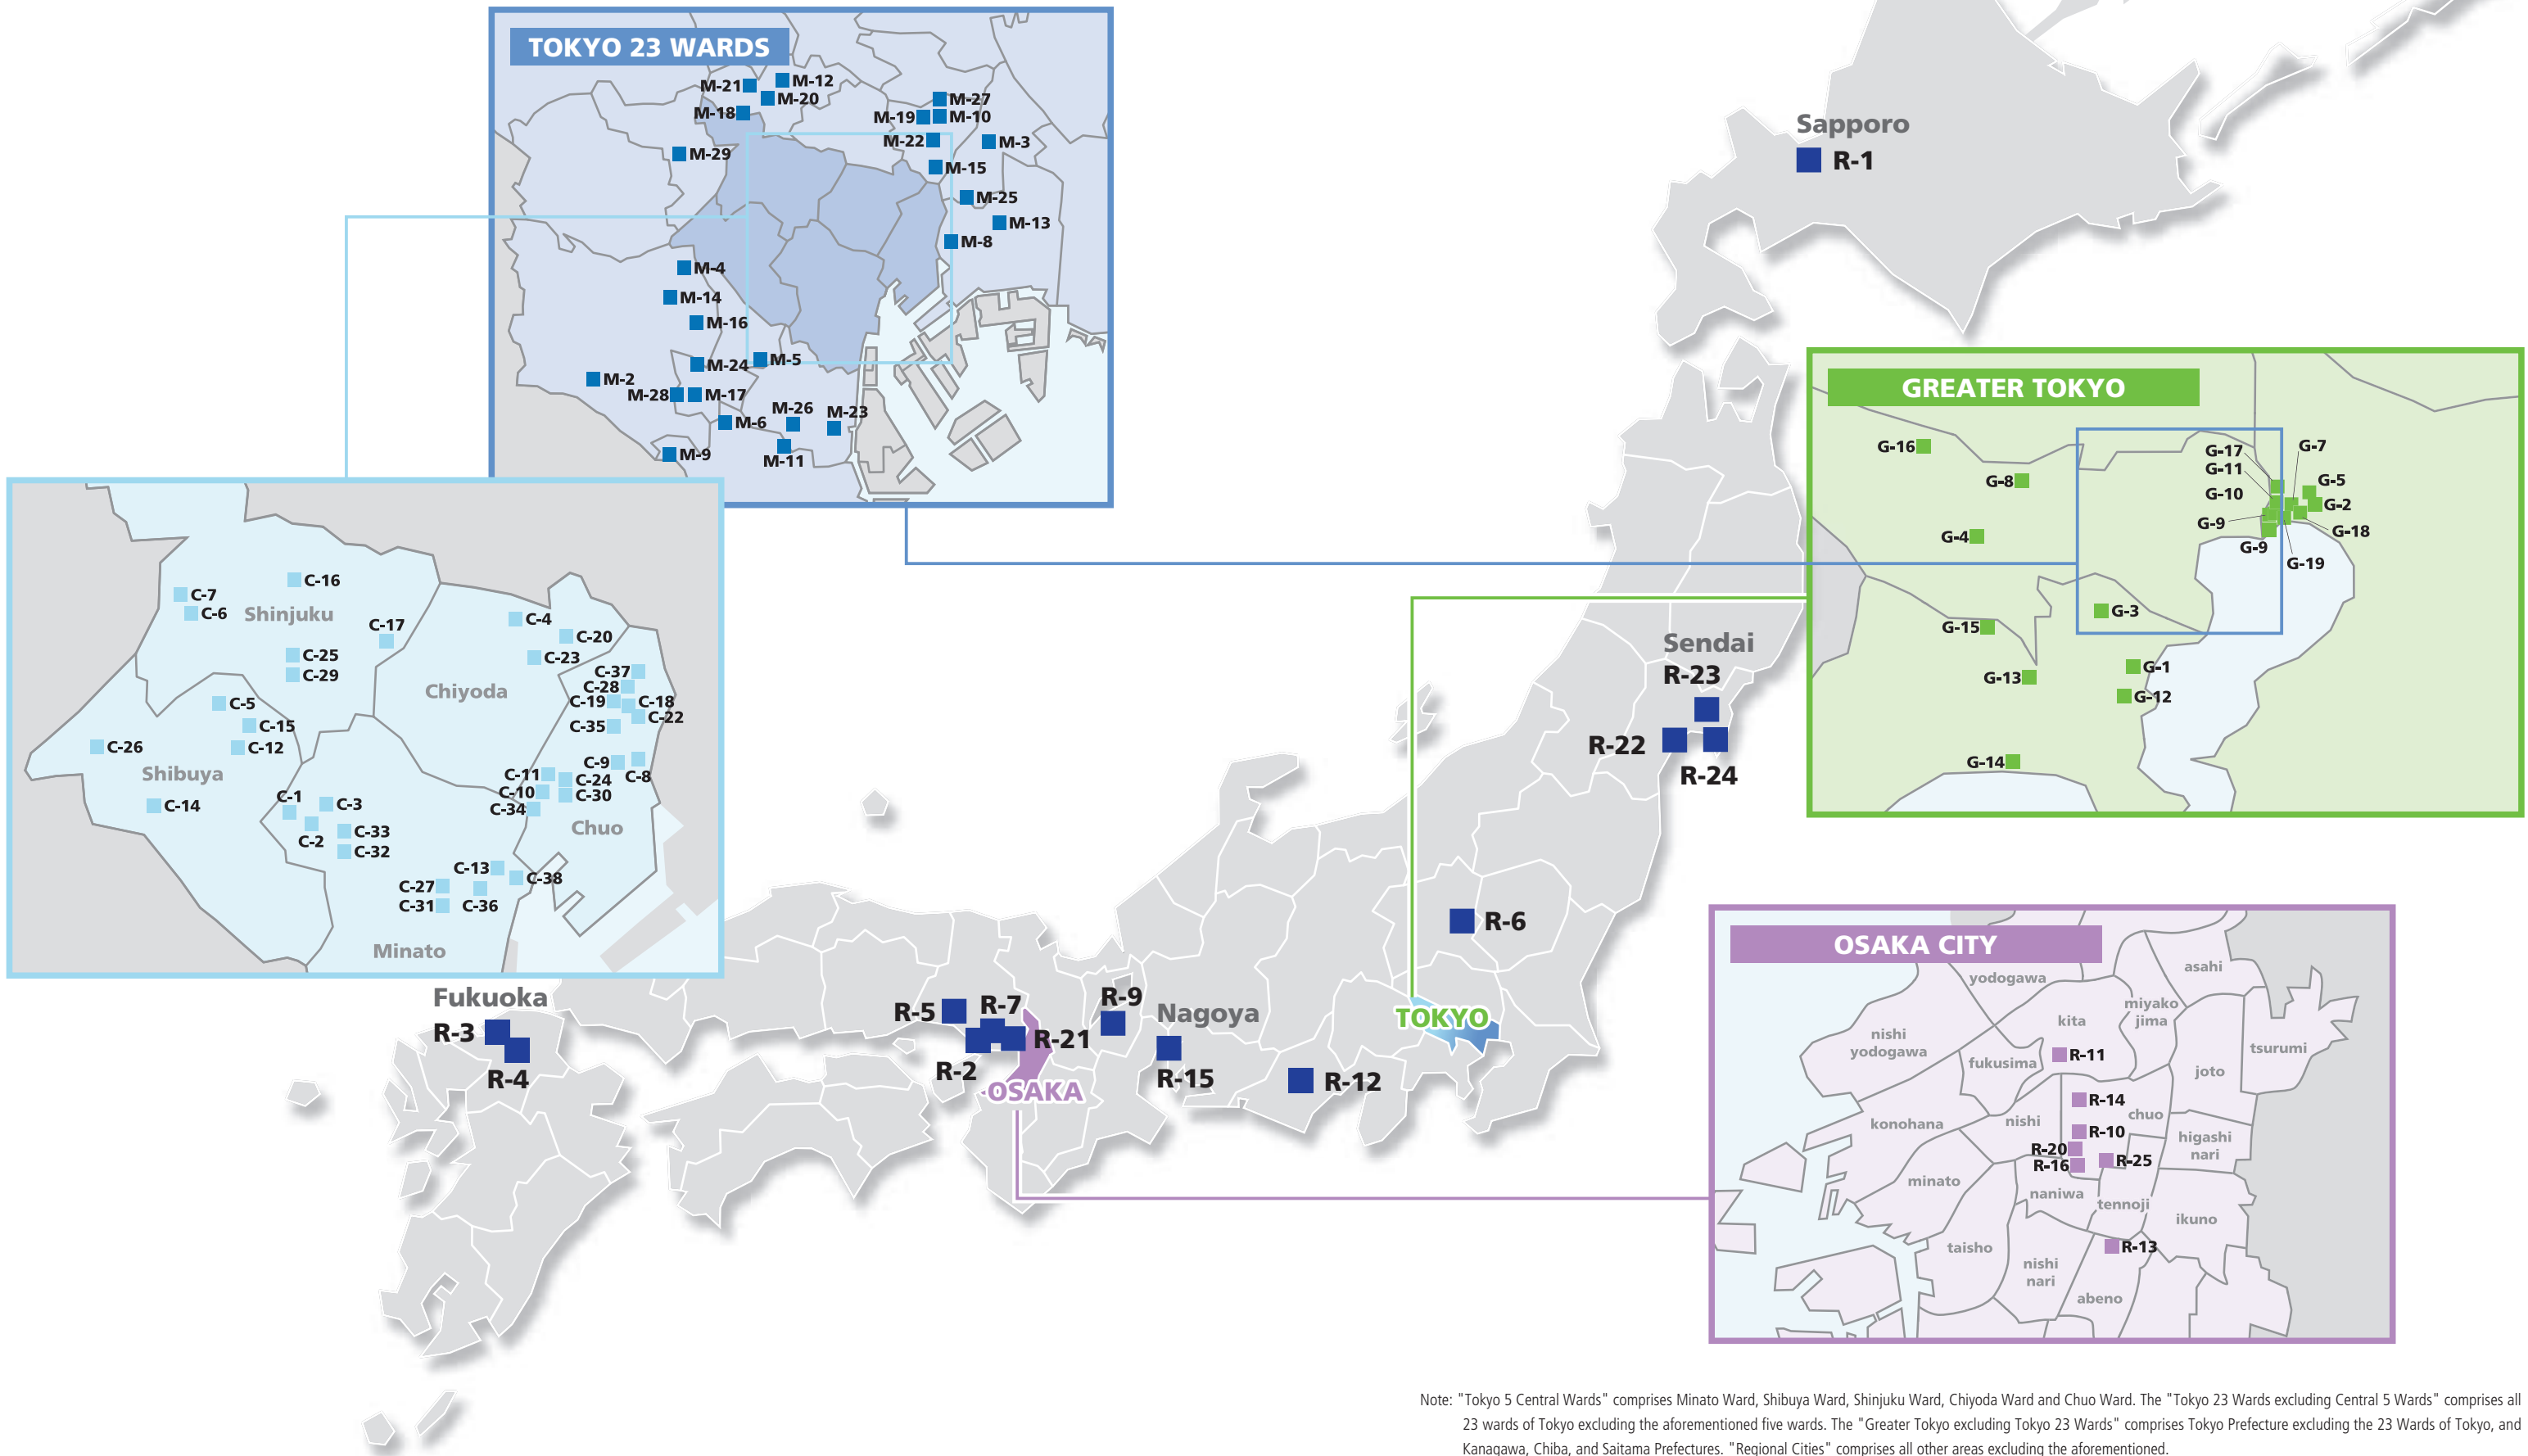 TOKYO 23 WARDS
M-21
M-12
M-20
M-18
M-27
M-19
M-10
M-22
M-3
M-29
M-15
M-25
M-13
M-8
M-4
M-14
M-16
M-24
M-5
M-2
M-28
M-17
M-26
M-23
M-6
M-9
M-11
Sapporo
R-1
GREATER TOKYO
G-16
G-17
G-7
G-11
G-8
G-5
G-10
G-2
G-9
G-18
G-4
G-9
G-19
G-3
G-15
G-1
G-13
G-12
G-14
C-7
C-16
C-6
Shinjuku
C-17
C-4
C-20
C-25
C-23
C-29
C-37
C-28
Chiyoda
C-5
C-19
C-18
C-22
C-15
C-35
C-26
C-12
Shibuya
C-9
C-8
C-11
C-24
C-10
C-30
C-14
C-1
C-3
C-34
Chuo
C-33
C-2
C-32
C-13
C-38
C-27
C-31
C-36
Minato
Sendai
R-23
R-22
R-24
R-6
Fukuoka
R-3
R-4
R-5
R-7
R-9
Nagoya
TOKYO
R-21
R-2
OSAKA
R-15
R-12
OSAKA CITY
yodogawa
asahi
miyako
jima
kita
nishi
yodogawa
tsurumi
R-11
fukusima
joto
R-14
chuo
konohana
nishi
R-10
higashi
nari
R-20
R-16
R-25
minato
naniwa
tennoji
ikuno
taisho
R-13
nishi
nari
abeno
Note: "Tokyo 5 Central Wards" comprises Minato Ward, Shibuya Ward, Shinjuku Ward, Chiyoda Ward and Chuo Ward. The "Tokyo 23 Wards excluding Central 5 Wards" comprises all
23 wards of Tokyo excluding the aforementioned five wards. The "Greater Tokyo excluding Tokyo 23 Wards" comprises Tokyo Prefecture excluding the 23 Wards of Tokyo, and
Kanagawa, Chiba, and Saitama Prefectures. "Regional Cities" comprises all other areas excluding the aforementioned.